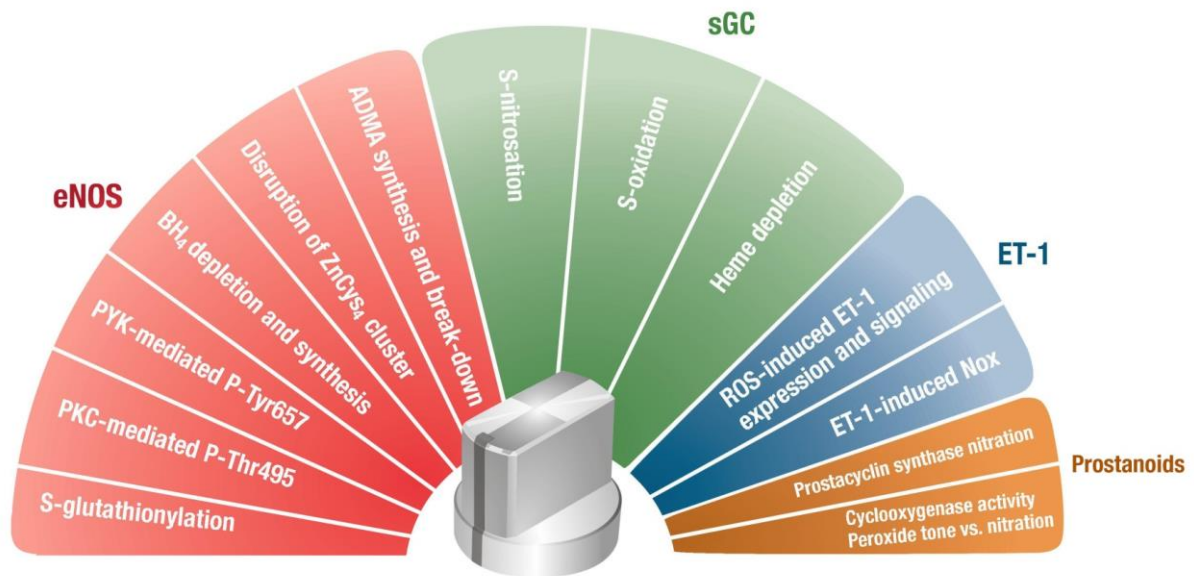 eNOS
S-glutathionylation
PKC-mediated P-Thr495
PYK-mediated P-Tyr657
BH₄ depletion and synthesis
Disruption of ZnCys₄ cluster
ADMA synthesis and break-down
sGC
S-nitrosation
S-oxidation
Heme depletion
ET-1
ROS-induced ET-1
expression and signaling
ET-1-induced Nox
Prostanoids
Prostacyclin synthase nitration
Cyclooxygenase activity
Peroxide tone vs. nitration